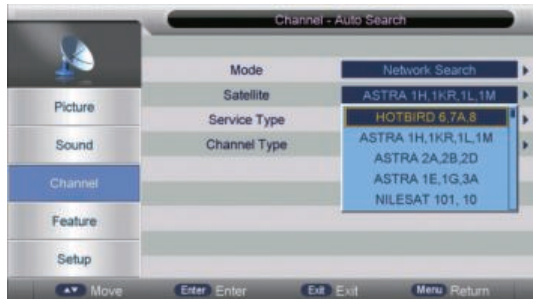 Channel - Auto Search
Mode Network Search
Satellite ASTRA 1H,1KR,1L,1M
Service Type HOTBIRD 6,7A,8
Channel Type ASTRA 1H,1KR,1L,1M
ASTRA 2A,2B,2D
ASTRA 1E,1G,3A
NILESAT 101, 10
Picture
Sound
Channel
Feature
Setup
Move Enter Enter Exit Exit Menu Return